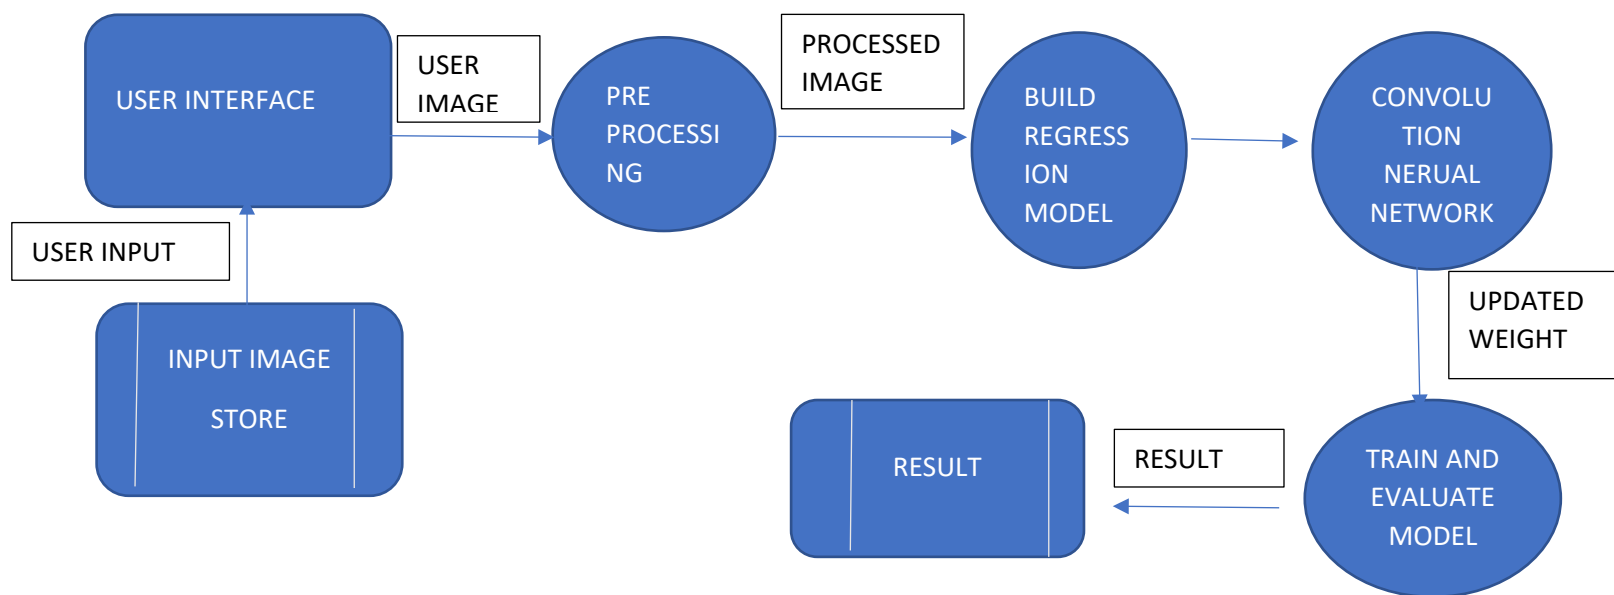 USER INTERFACE
USER
IMAGE
PRE
PROCESSI
NG
PROCESSED
IMAGE
BUILD
REGRESS
ION
MODEL
CONVOLU
TION
NERUAL
NETWORK
USER INPUT
INPUT IMAGE
STORE
UPDATED
WEIGHT
TRAIN AND
EVALUATE
MODEL
RESULT
RESULT